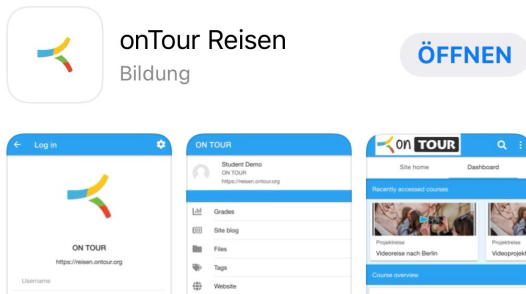 onTour Reisen
Bildung
ÖFFNEN
Log in
ON TOUR
https://reisen.ontour.org
Username
ON TOUR
Student Demo
ON TOUR
https://reisen.ontour.org
Grades
Site blog
Files
Tags
Website
on TOUR
Site home
Dashboard
Recently accessed courses
Projektreise
Videoreise nach Berlin
Projektreise
Videoprojekt
Course overview